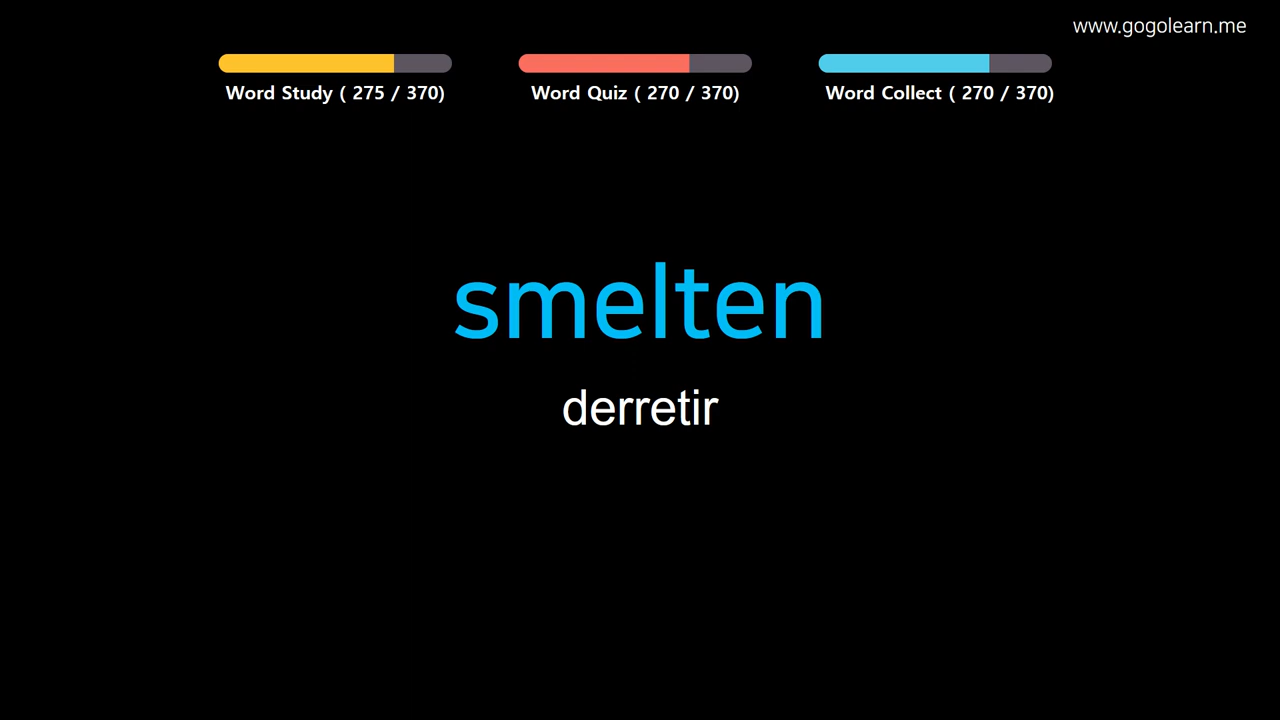 www.gogolearn.me
Word Study ( 275 / 370)
Word Quiz ( 270 / 370)
Word Collect ( 270 / 370)
smelten
derretir